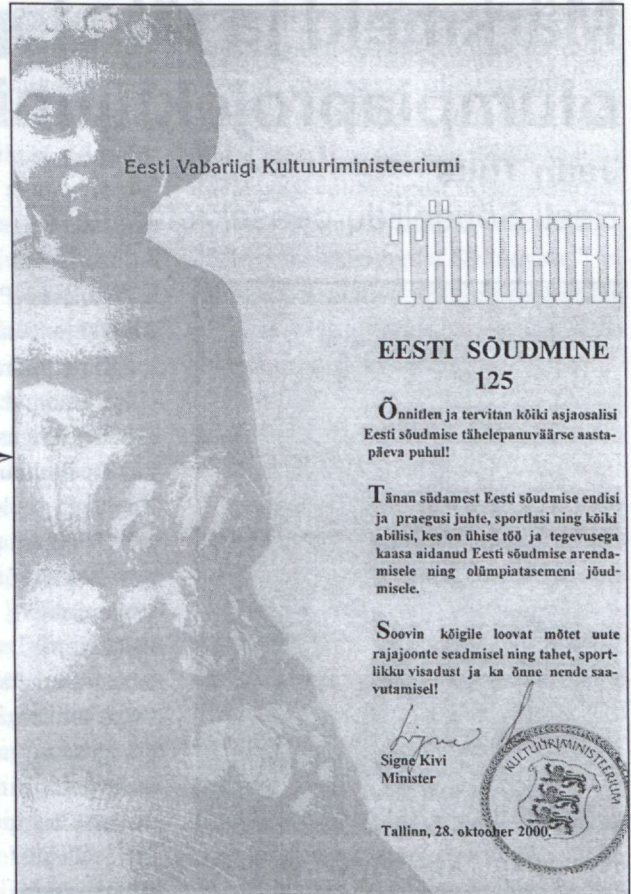 Eesti Vabariigi Kultuuriministeeriumi
TÄNUKIRI
EESTI SÕUDMINE
125
Õnnitlen ja tervitan kõiki asjaosalisi
Eesti sõudmise tähelepanuväärse aasta-
päeva puhul!
Tänan südamest Eesti sõudmise endisi
ja praegusi juhte, sportlasi ning kõiki
abilisi, kes on ühise töö ja tegevusega
kaasa aidanud Eesti sõudmise arenda-
misele ning olümpiatasemeni jõud-
misele.
Soovin kõigile loovat mõtet uute
rajajoonte seadmisel ning tahet, sport-
likku visadust ja ka õnne nende saa-
vutamisel!
Signe
Signe Kivi
Minister
KULTUURIMINISTEERIUM
Tallinn, 28. oktoober 2000.